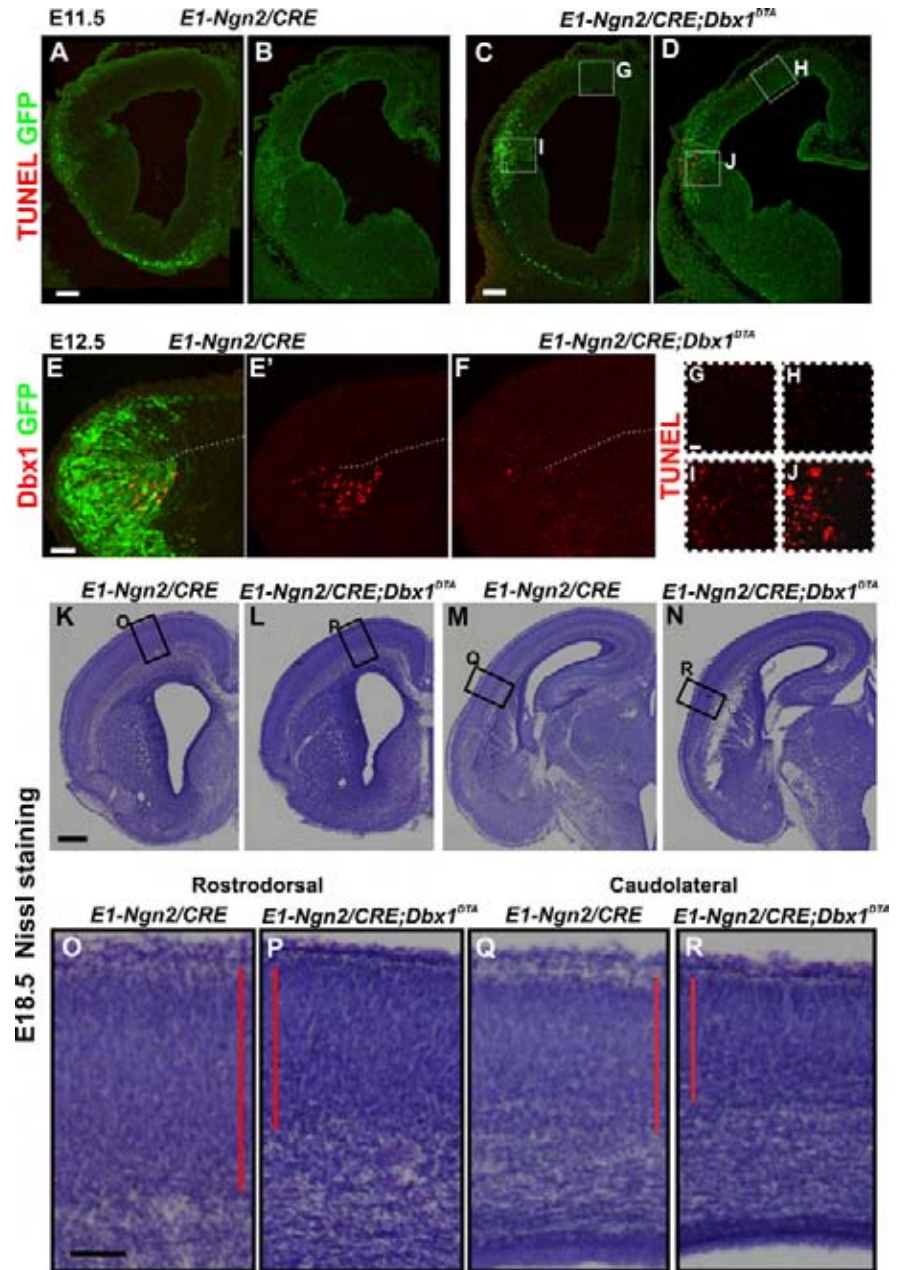 E11.5 E1-Ngn2/CRE E1-Ngn2/CRE;Dbx1DTA
TUNEL GFP
A B C G D H
I J
E12.5 E1-Ngn2/CRE E1-Ngn2/CRE;Dbx1DTA
Dbx1 GFP
E E' F
TUNEL
G H
I J
E1-Ngn2/CRE E1-Ngn2/CRE;Dbx1DTA E1-Ngn2/CRE E1-Ngn2/CRE;Dbx1DTA
K O L P M Q N R
E18.5 Nissl staining
Rostrodorsal Caudolateral
E1-Ngn2/CRE E1-Ngn2/CRE;Dbx1DTA E1-Ngn2/CRE E1-Ngn2/CRE;Dbx1DTA
O P Q R